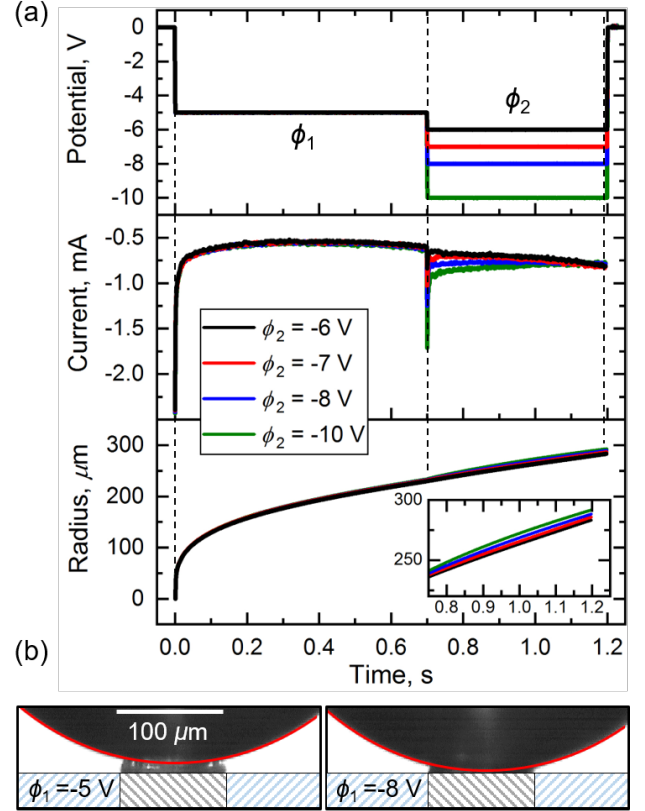 (a)
Potential, V
0
-2
-4
-6
-8
-10
ϕ1
ϕ2
Current, mA
-0.5
-1.0
-1.5
-2.0
ϕ2 = -6 V
ϕ2 = -7 V
ϕ2 = -8 V
ϕ2 = -10 V
Radius, μm
300
200
100
0
300
250
0.8 0.9 1.0 1.1 1.2
0.0 0.2 0.4 0.6 0.8 1.0 1.2
Time, s
(b)
100 μm
ϕ1 =-5 V
ϕ1 =-8 V